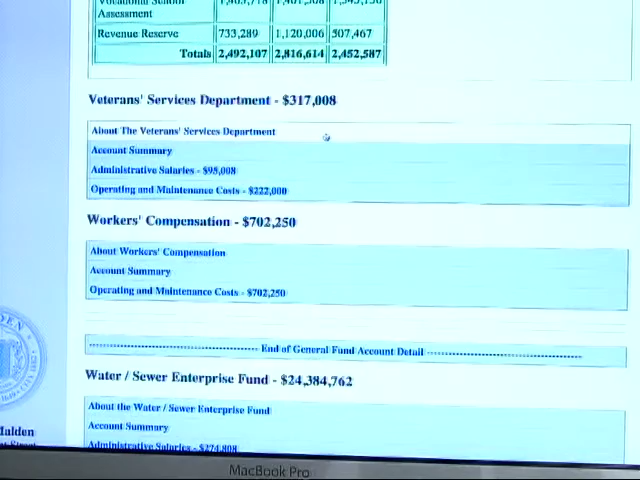 Vocational School
Assessment
Revenue Reserve 733,289 1,120,006 507,467
Totals 2,492,107 2,816,614 2,452,587
Veterans' Services Department - $317,008
About The Veterans' Services Department
Account Summary
Administrative Salaries - $95,008
Operating and Maintenance Costs - $222,000
Workers' Compensation - $702,250
About Workers' Compensation
Account Summary
Operating and Maintenance Costs - $702,250
End of General Fund Account Detail
Water / Sewer Enterprise Fund - $24,384,762
About the Water / Sewer Enterprise Fund
Account Summary
Administrative Salaries - $274,808
Malden
MacBook Pro